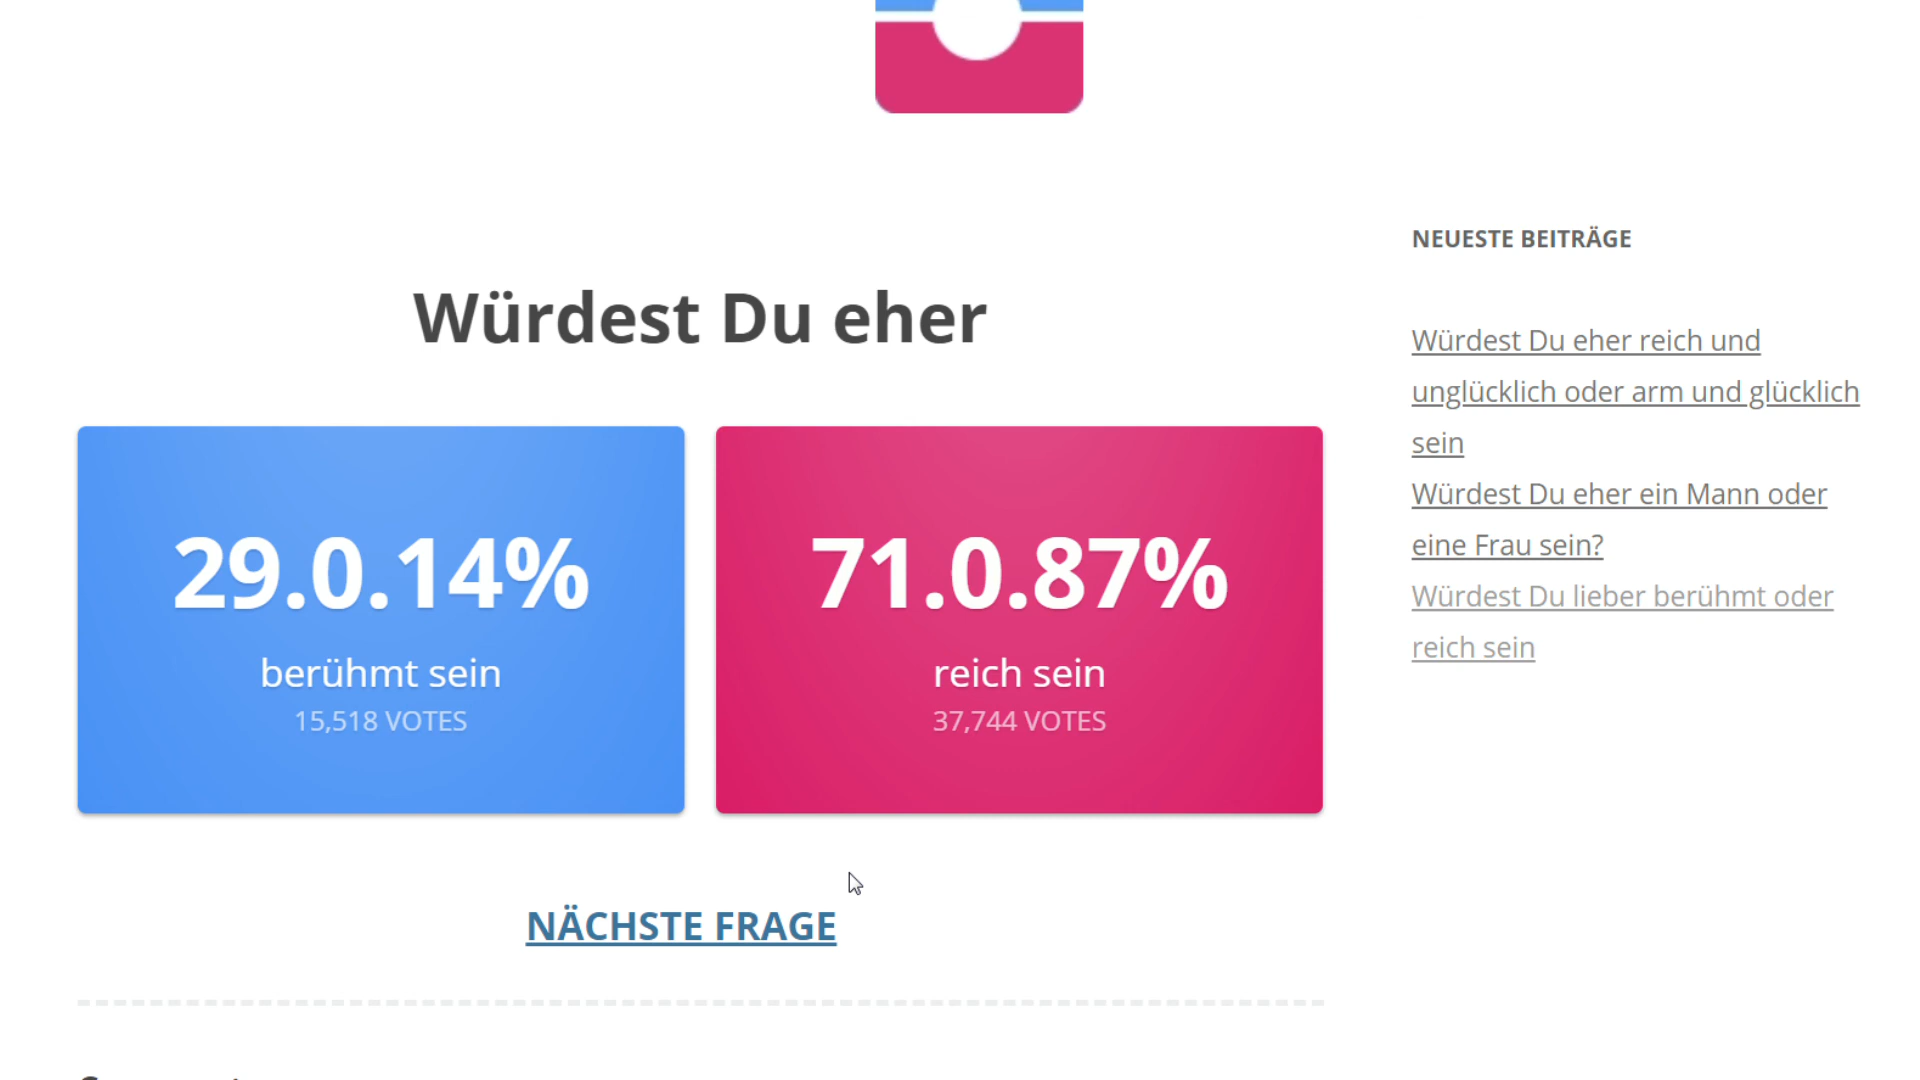 Würdest Du eher
29.0.14%
berühmt sein
15,518 VOTES
71.0.87%
reich sein
37,744 VOTES
NÄCHSTE FRAGE
NEUESTE BEITRÄGE
Würdest Du eher reich und
unglücklich oder arm und glücklich
sein
Würdest Du eher ein Mann oder
eine Frau sein?
Würdest Du lieber berühmt oder
reich sein